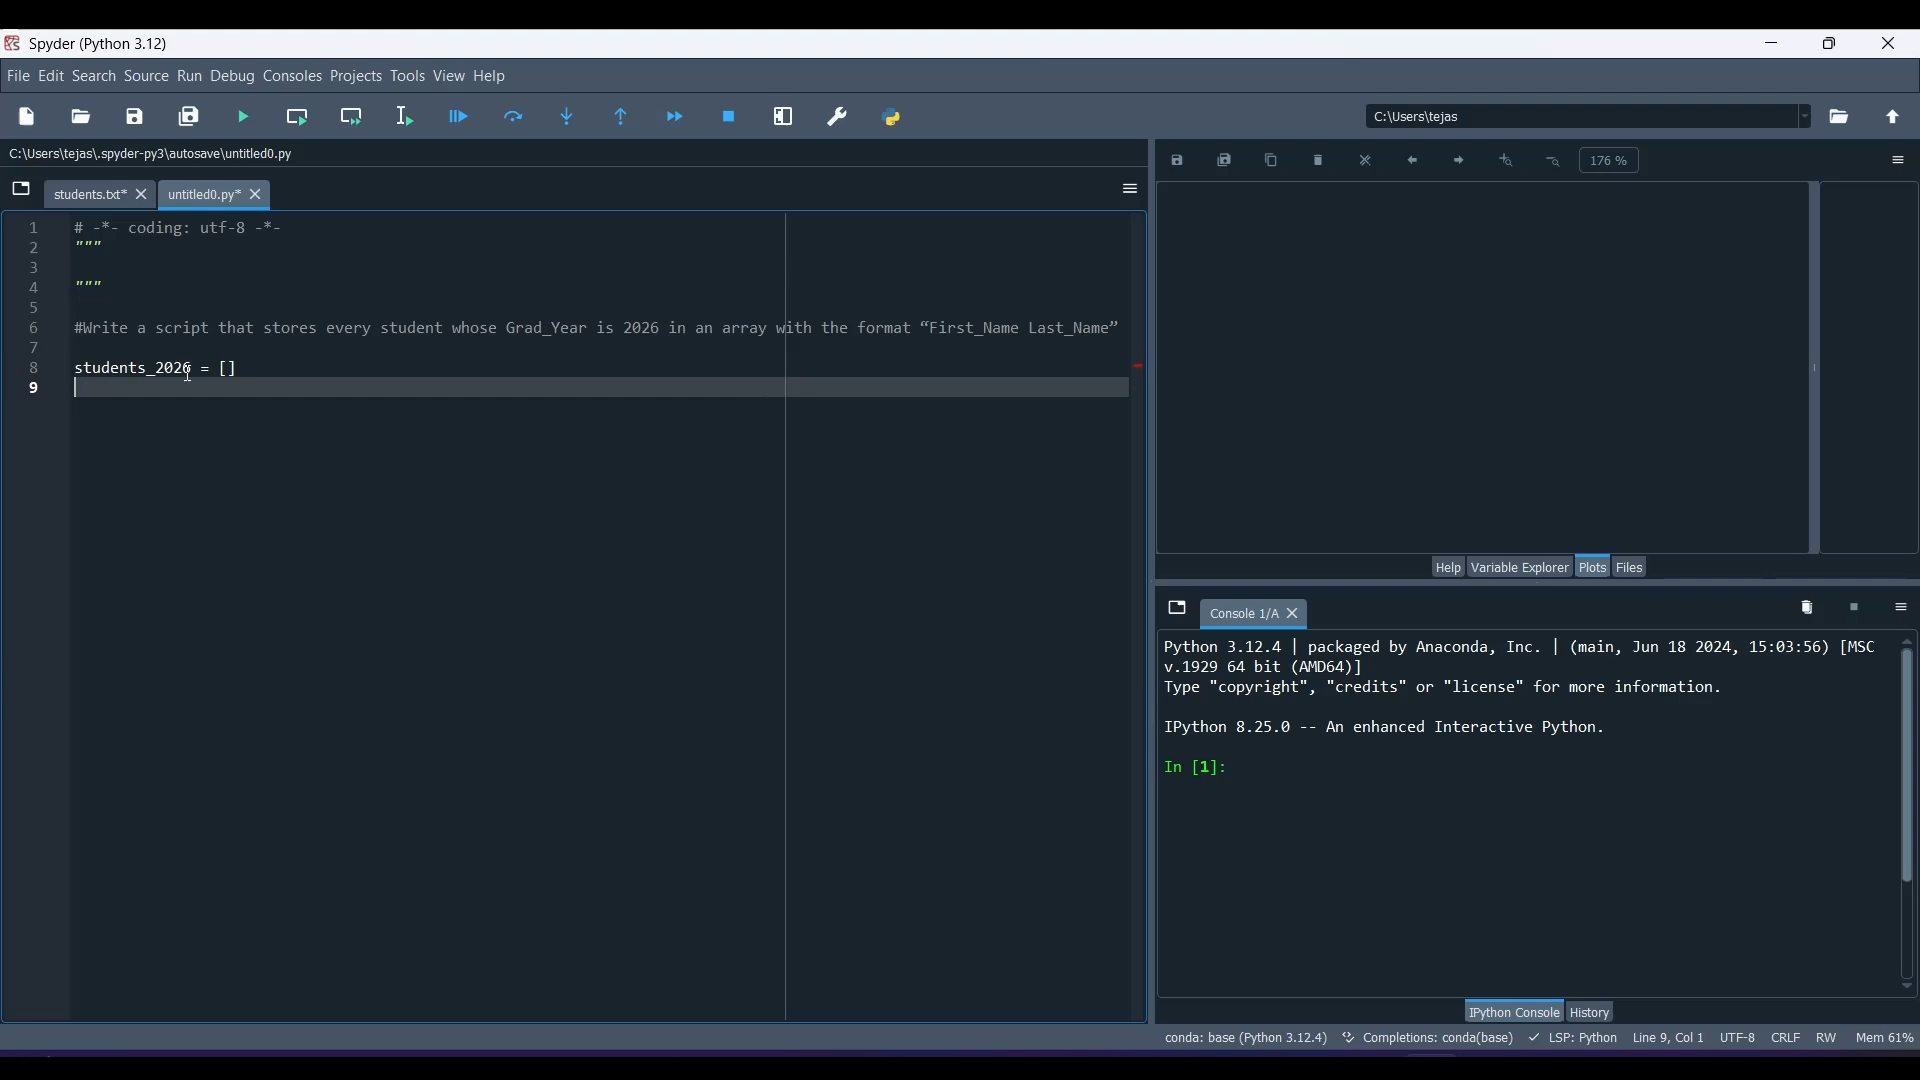 Spyder (Python 3.12)
File Edit Search Source Run Debug Consoles Projects Tools View Help
C:\Users\tejas
C:\Users\tejas\.spyder-py3\autosave\untitled0.py
176 %
students.txt* untitled0.py*
1 # -*- coding: utf-8 -*-
2 """
3
4 """
5
6 #Write a script that stores every student whose Grad_Year is 2026 in an array with the format “First_Name Last_Name”
7
8 students_2026 = []
9
Help Variable Explorer Plots Files
Console 1/A
Python 3.12.4 | packaged by Anaconda, Inc. | (main, Jun 18 2024, 15:03:56) [MSC
v.1929 64 bit (AMD64)]
Type "copyright", "credits" or "license" for more information.
IPython 8.25.0 -- An enhanced Interactive Python.
In [1]:
IPython Console History
conda: base (Python 3.12.4) Completions: conda(base) LSP: Python Line 9, Col 1 UTF-8 CRLF RW Mem 61%